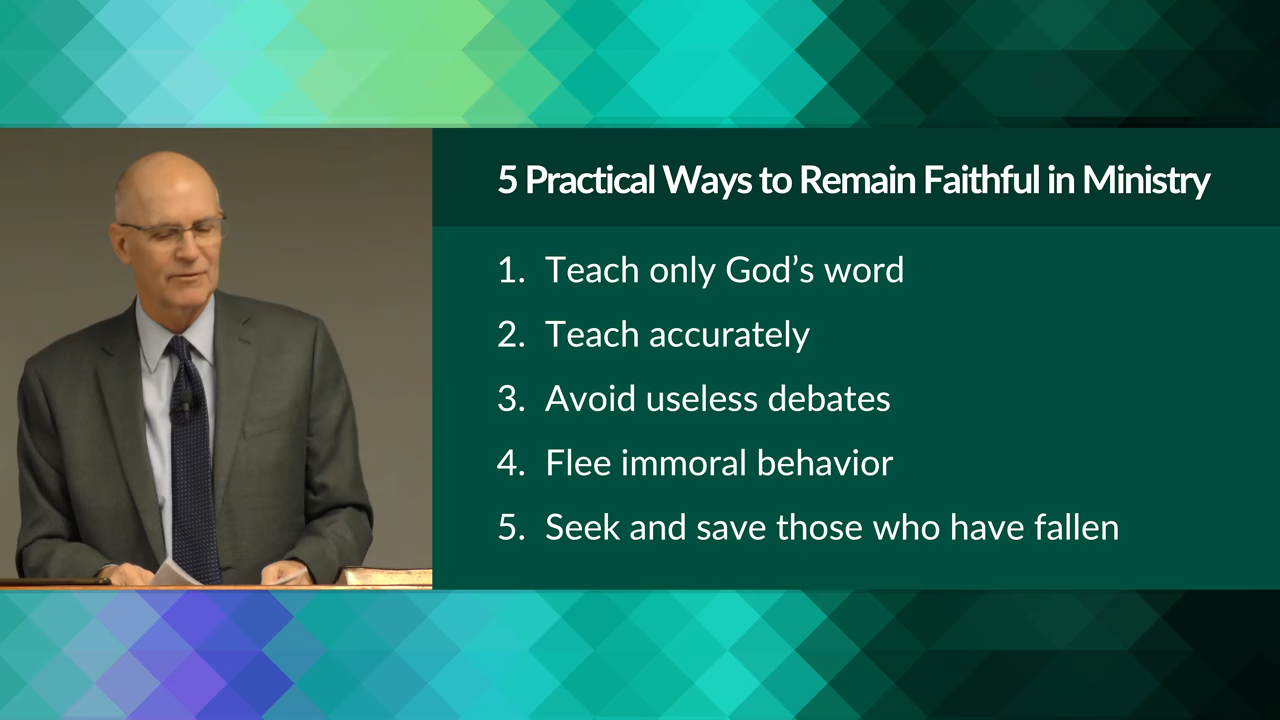 5 Practical Ways to Remain Faithful in Ministry
1. Teach only God’s word
2. Teach accurately
3. Avoid useless debates
4. Flee immoral behavior
5. Seek and save those who have fallen